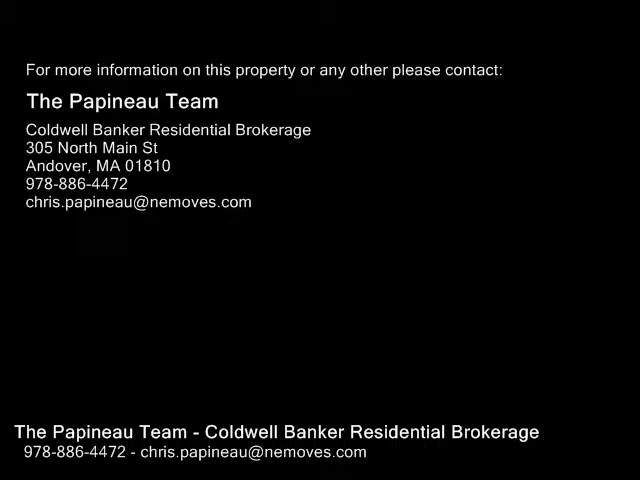 For more information on this property or any other please contact:
The Papineau Team
Coldwell Banker Residential Brokerage
305 North Main St
Andover, MA 01810
978-886-4472
chris.papineau@nemoves.com
The Papineau Team - Coldwell Banker Residential Brokerage
978-886-4472 - chris.papineau@nemoves.com